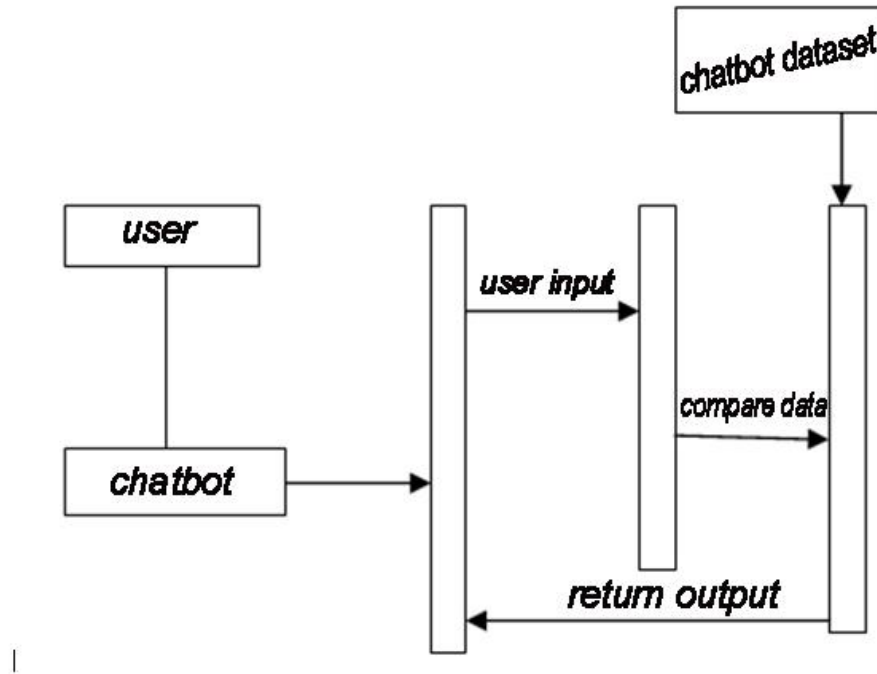 chatbot dataset
user
user input
compare data
chatbot
return output